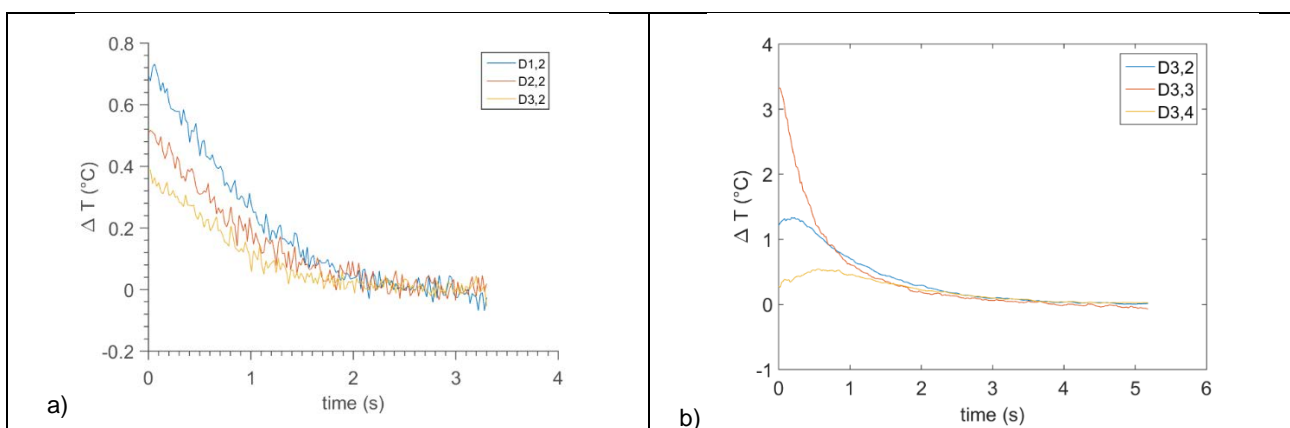 0.8
0.6
0.4
0.2
0
-0.2
Δ T (°C)
0 1 2 3 4
time (s)
D1,2
D2,2
D3,2
a)
4
3
2
1
0
-1
Δ T (°C)
0 1 2 3 4 5 6
time (s)
D3,2
D3,3
D3,4
b)